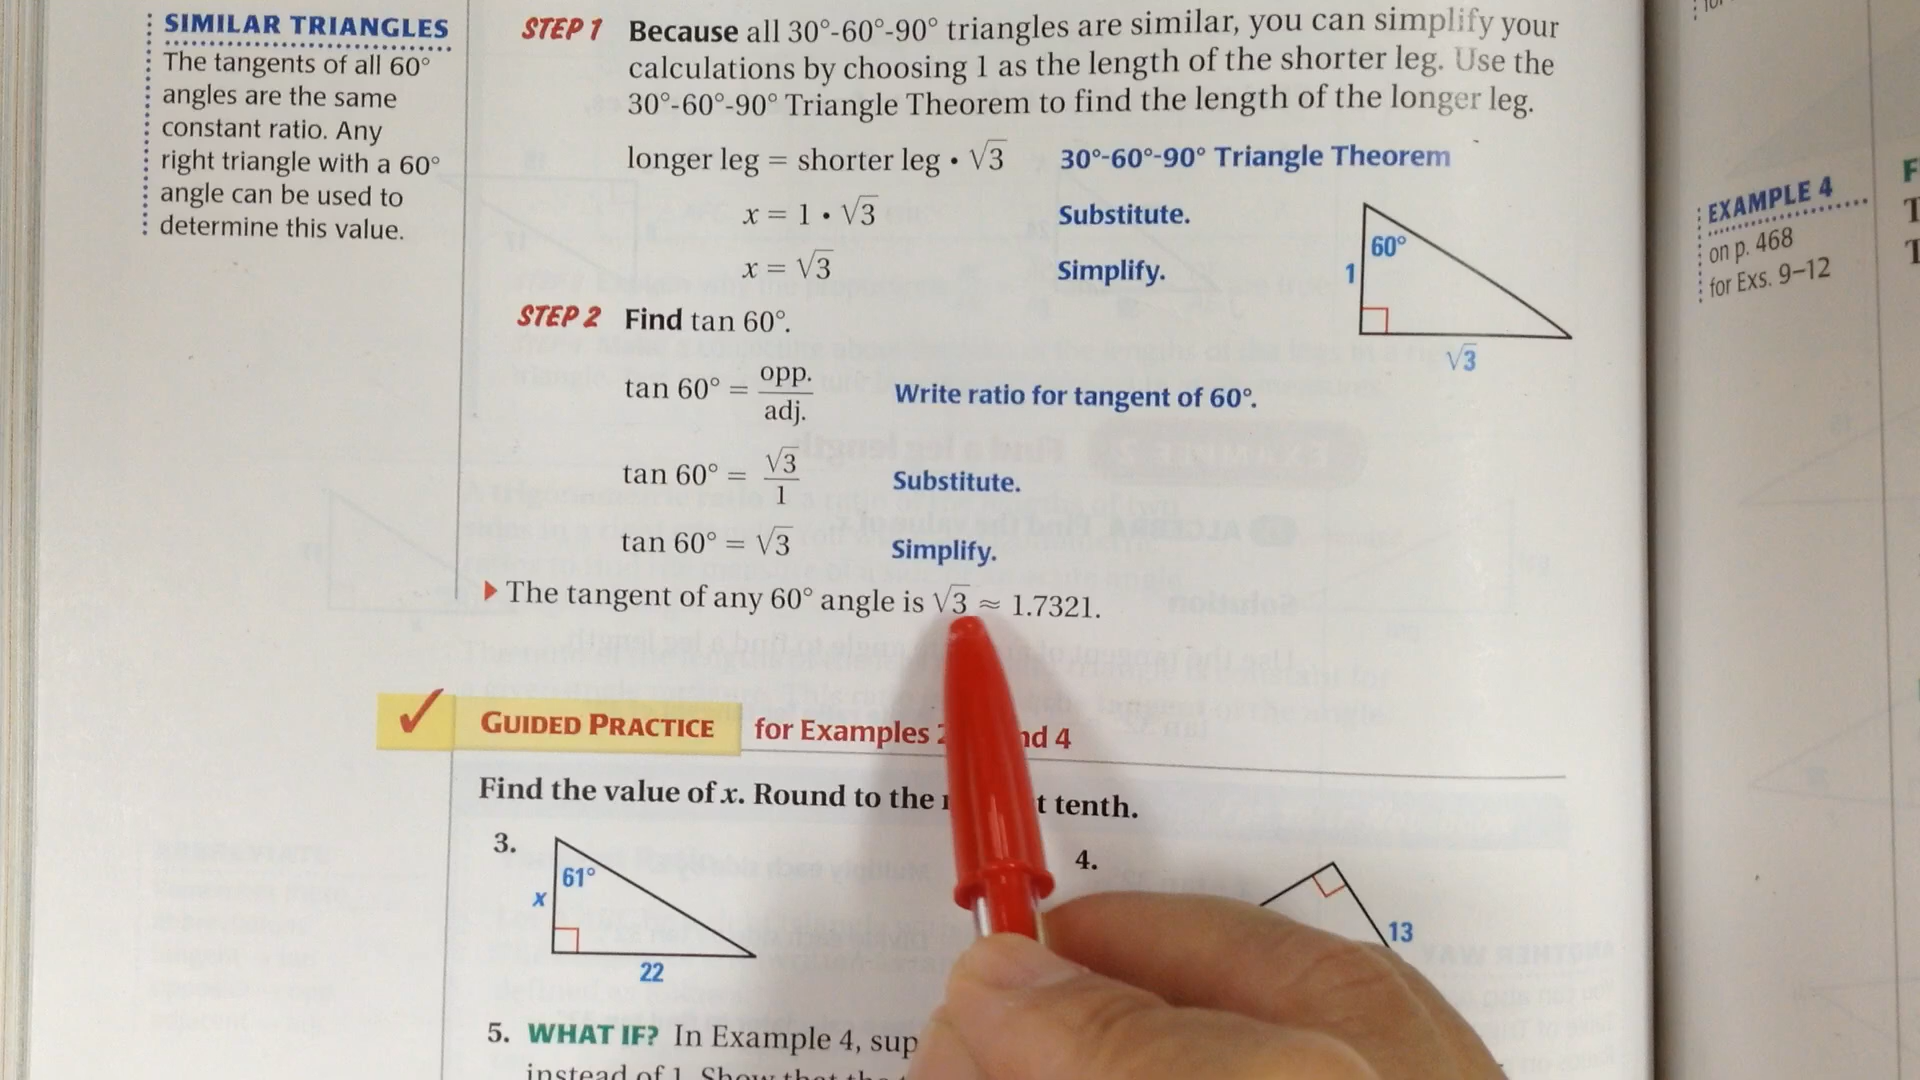 SIMILAR TRIANGLES
The tangents of all 60°
angles are the same
constant ratio. Any
right triangle with a 60°
angle can be used to
determine this value.
STEP 1 Because all 30°-60°-90° triangles are similar, you can simplify your
calculations by choosing 1 as the length of the shorter leg. Use the
30°-60°-90° Triangle Theorem to find the length of the longer leg.
longer leg = shorter leg • √3 30°-60°-90° Triangle Theorem
x = 1 • √3 Substitute.
x = √3 Simplify.
60°
1
√3
STEP 2 Find tan 60°.
tan 60° = opp./adj. Write ratio for tangent of 60°.
tan 60° = √3/1 Substitute.
tan 60° = √3 Simplify.
The tangent of any 60° angle is √3 ≈ 1.7321.
GUIDED PRACTICE for Examples 4
Find the value of x. Round to the tenth.
3.
61°
x
22
4.
13
5. WHAT IF? In Example 4,
instead of 1. Show that the
EXAMPLE 4
on p. 468
for Exs. 9–12